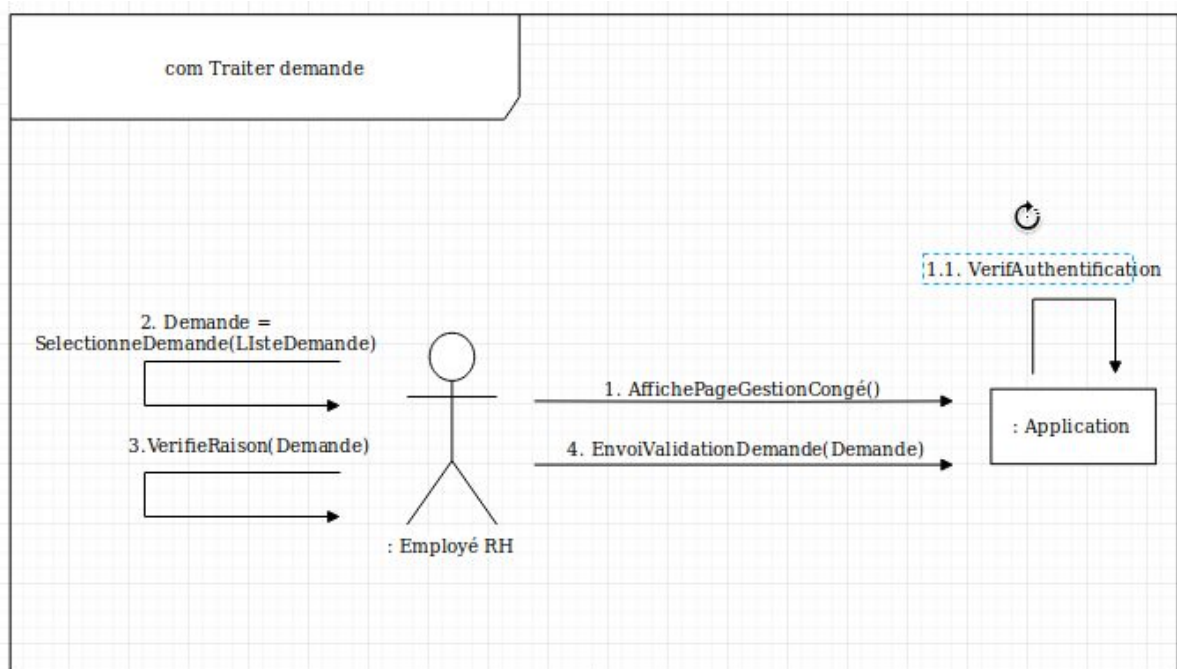 com Traiter demande
1.1. VerifAuthentification
2. Demande =
SelectionneDemande(LIsteDemande)
1. AffichePageGestionCongé()
: Application
3.VerifieRaison(Demande)
4. EnvoiValidationDemande(Demande)
: Employé RH